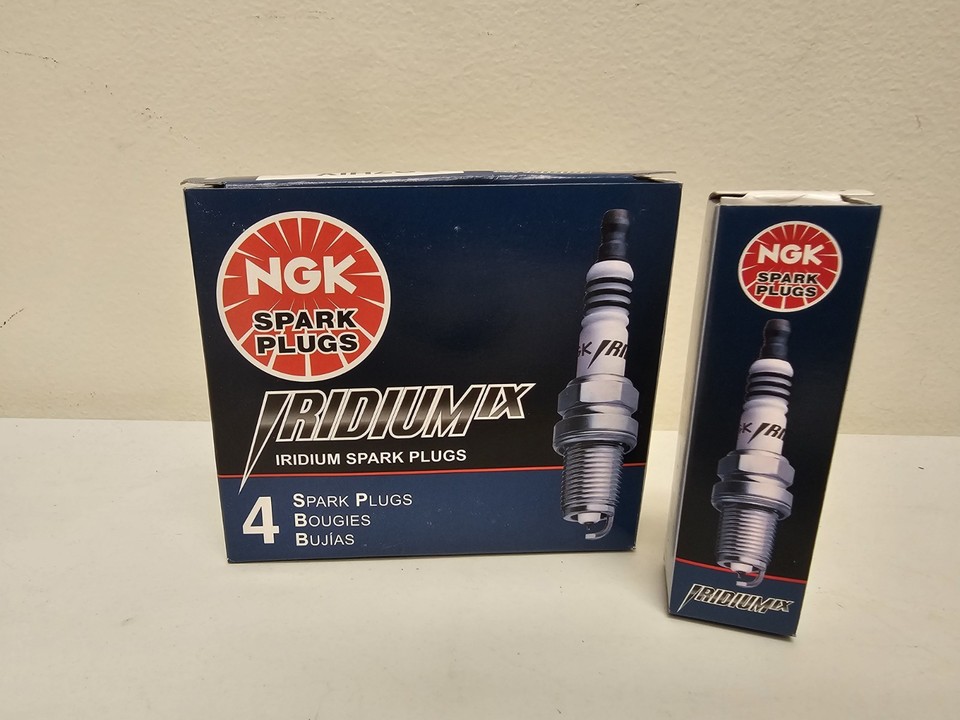 NGK
SPARK
PLUGS
IRIDIUM IX
IRIDIUM SPARK PLUGS
4
SPARK PLUGS
BOUGIES
BUJÍAS
NGK
SPARK
PLUGS
IRIDIUM IX